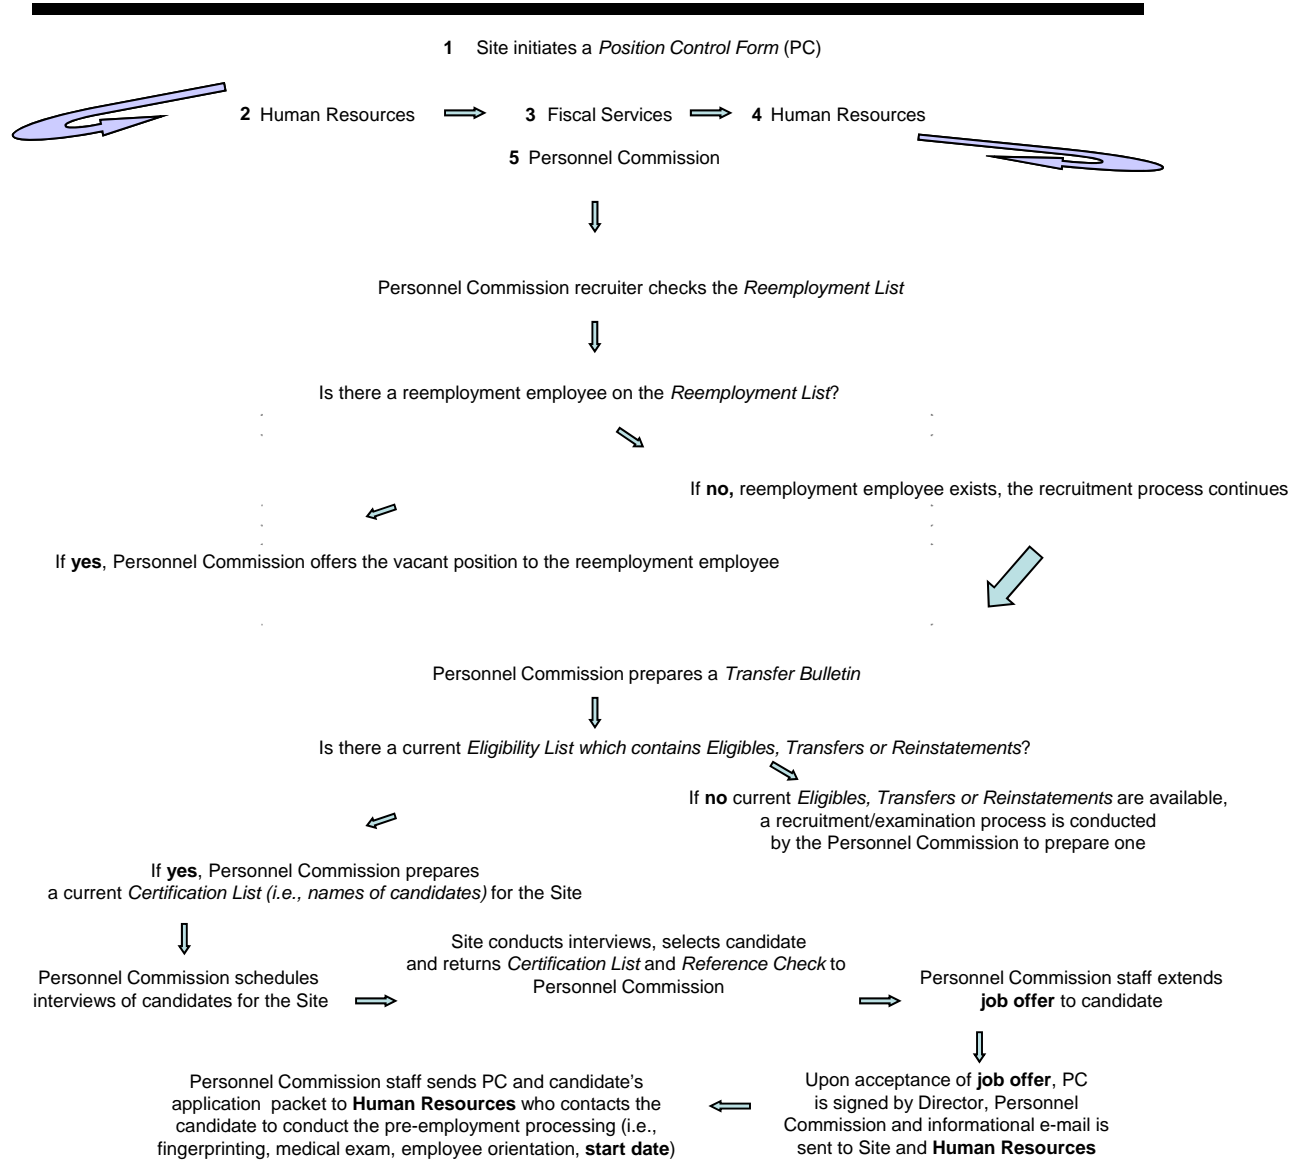 1 Site initiates a Position Control Form (PC)
2 Human Resources
3 Fiscal Services
4 Human Resources
5 Personnel Commission
Personnel Commission recruiter checks the Reemployment List
Is there a reemployment employee on the Reemployment List?
If no, reemployment employee exists, the recruitment process continues
If yes, Personnel Commission offers the vacant position to the reemployment employee
Personnel Commission prepares a Transfer Bulletin
Is there a current Eligibility List which contains Eligibles, Transfers or Reinstatements?
If no current Eligibles, Transfers or Reinstatements are available,
a recruitment/examination process is conducted
by the Personnel Commission to prepare one
If yes, Personnel Commission prepares
a current Certification List (i.e., names of candidates) for the Site
Personnel Commission schedules
interviews of candidates for the Site
Site conducts interviews, selects candidate
and returns Certification List and Reference Check to
Personnel Commission
Personnel Commission staff extends
job offer to candidate
Upon acceptance of job offer, PC
is signed by Director, Personnel
Commission and informational e-mail is
sent to Site and Human Resources
Personnel Commission staff sends PC and candidate's
application packet to Human Resources who contacts the
candidate to conduct the pre-employment processing (i.e.,
fingerprinting, medical exam, employee orientation, start date)